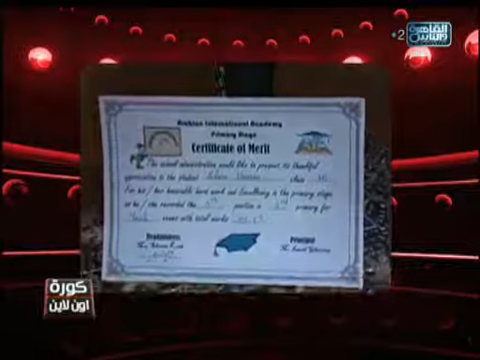 +2
القاهرة
والناس
Arabian International Academy
Primary Stage
Certificate of Merit
The school administration would like to present its thankful
appreciation to the student class
For his / her honorable hard work and Excellency in the primary stage
as he / she recorded the position in primary for
exams with total marks
Headmistress
Principal
كورة
اون لاين